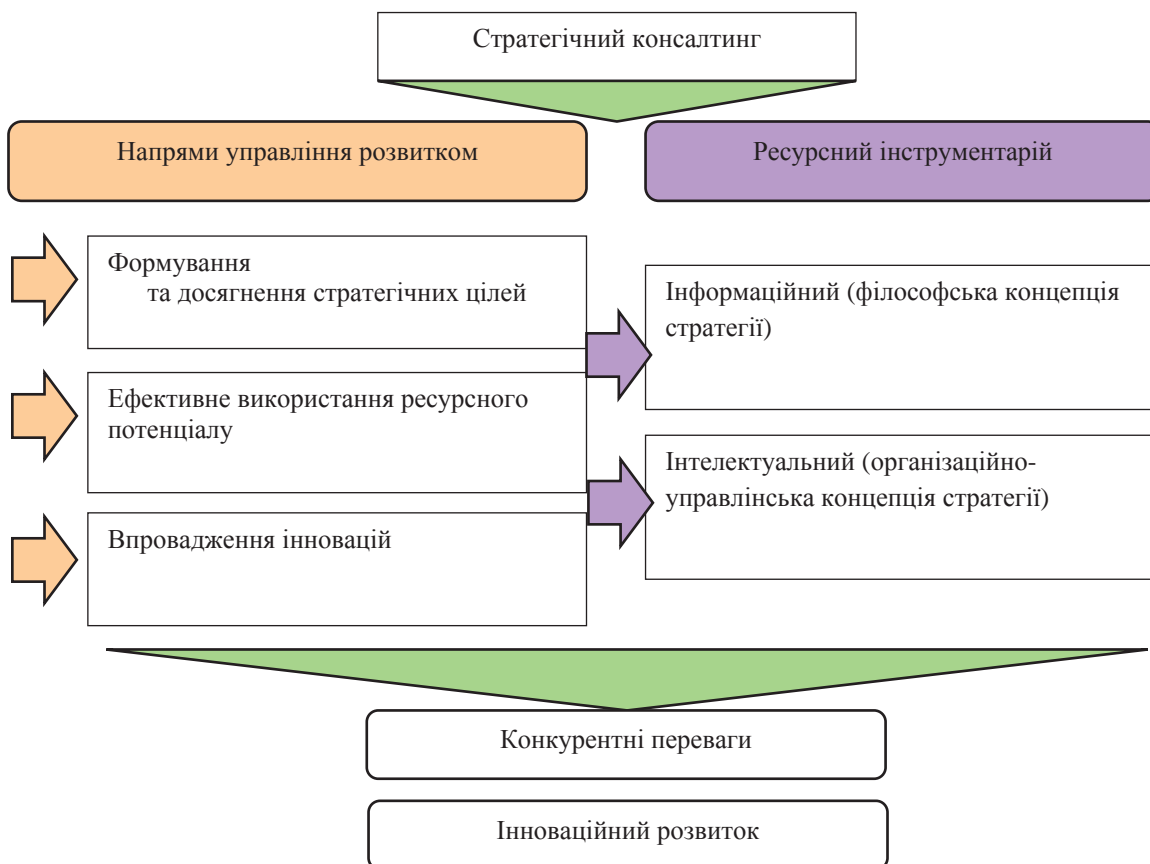 Стратегічний консалтинг
Напрями управління розвитком
Ресурсний інструментарій
Формування
та досягнення стратегічних цілей
Ефективне використання ресурсного
потенціалу
Впровадження інновацій
Інформаційний (філософська концепція
стратегії)
Інтелектуальний (організаційно-
управлінська концепція стратегії)
Конкурентні переваги
Інноваційний розвиток